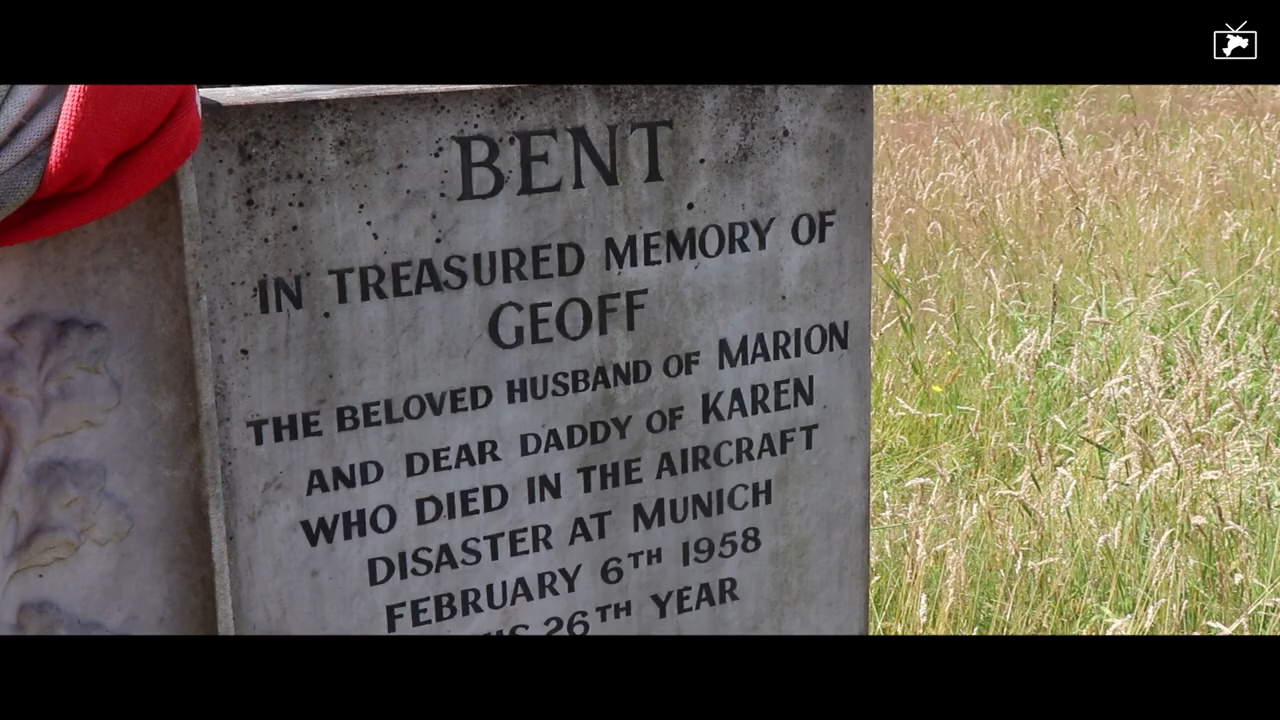 BENT
IN TREASURED MEMORY OF
GEOFF
THE BELOVED HUSBAND OF MARION
AND DEAR DADDY OF KAREN
WHO DIED IN THE AIRCRAFT
DISASTER AT MUNICH
FEBRUARY 6TH 1958
26TH YEAR